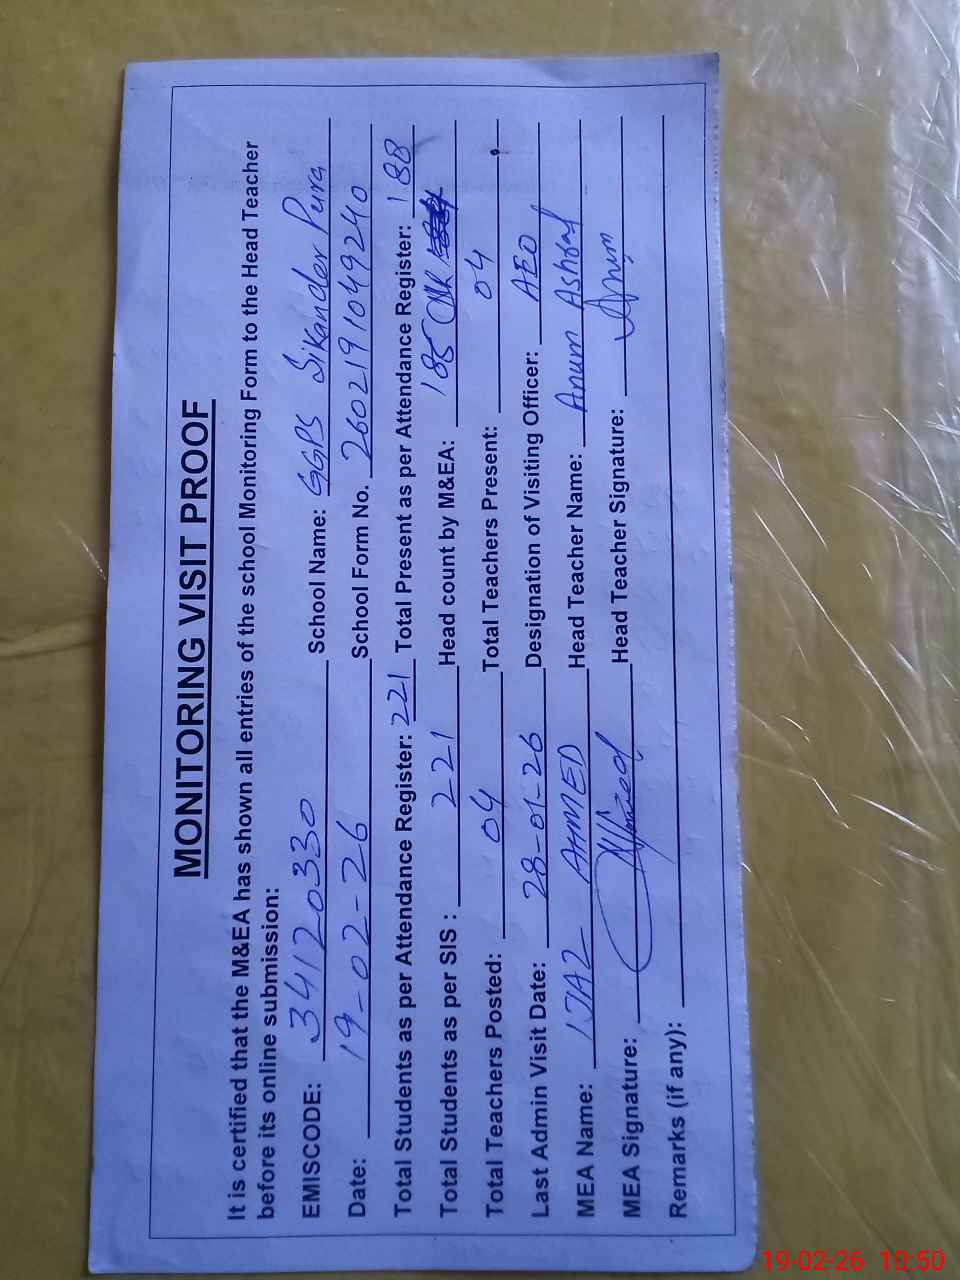 MONITORING VISIT PROOF
It is certified that the M&EA has shown all entries of the school Monitoring Form to the Head Teacher
before its online submission:
EMISCODE: 34120330 School Name: GGPS Sikander Pura
Date: 19-02-26 School Form No. 2602191049240
Total Students as per Attendance Register: 221 Total Present as per Attendance Register: 188
Total Students as per SIS : 221 Head count by M&EA: 185
Total Teachers Posted: 04 Total Teachers Present: 04
Last Admin Visit Date: 28-01-26 Designation of Visiting Officer: AEO
MEA Name: IJAZ AHMED Head Teacher Name: Anum Ashfaq
MEA Signature: Head Teacher Signature: Anum
Remarks (if any):
19-02-26 10:50